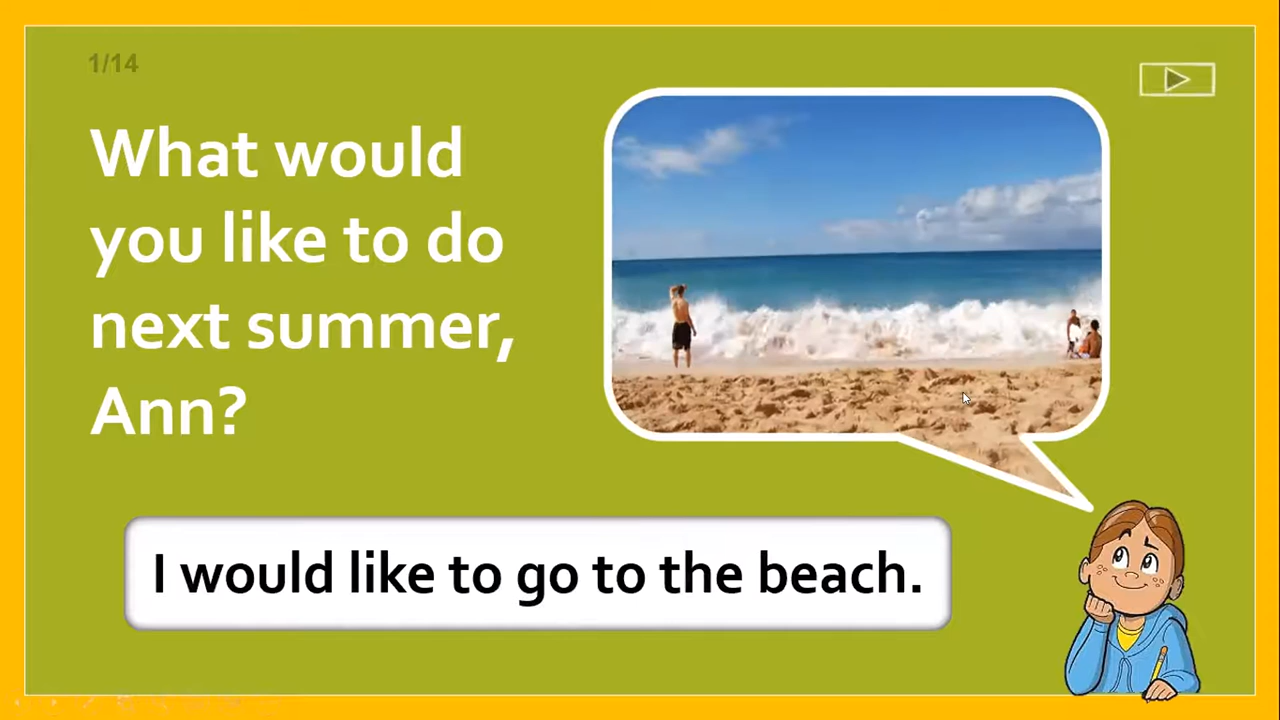 1/14
What would
you like to do
next summer,
Ann?
I would like to go to the beach.